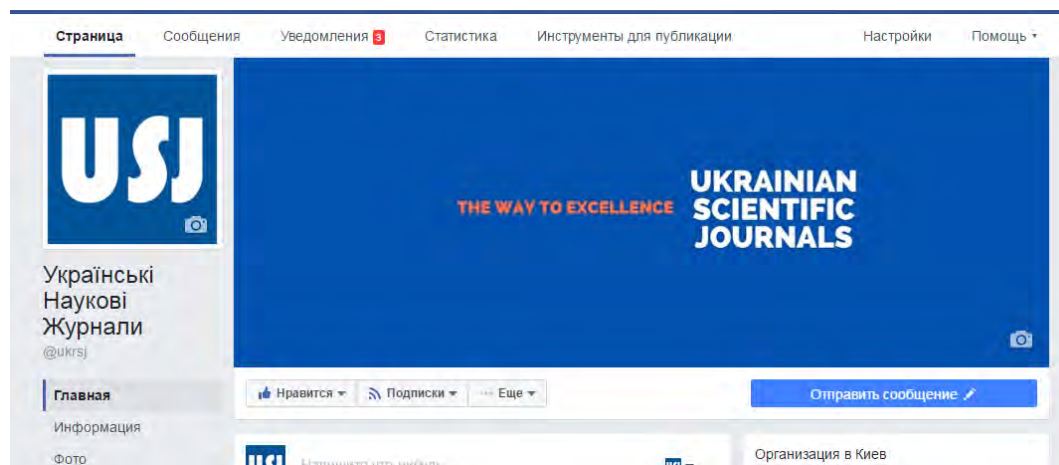 Страница Сообщения Уведомления 3 Статистика Инструменты для публикации Настройки Помощь
USJ
THE WAY TO EXCELLENCE
UKRAINIAN
SCIENTIFIC
JOURNALS
Українські
Наукові
Журнали
@ukrsj
Главная
Информация
Фото
Нравится Подписки ... Еще
Отправить сообщение
USJ
Организация в Киев